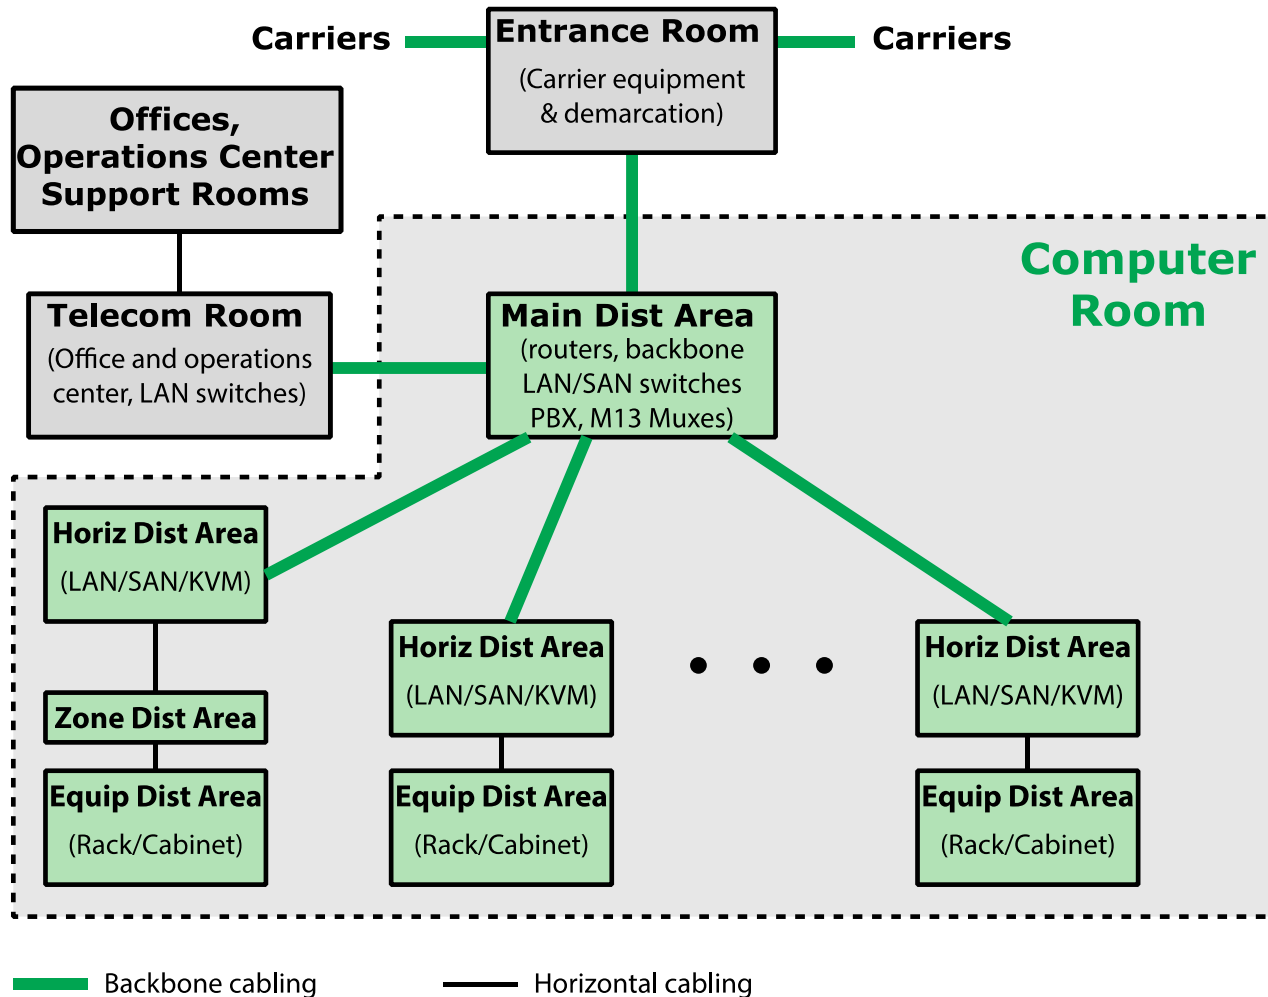 Carriers
Entrance Room
(Carrier equipment
& demarcation)
Carriers
Offices,
Operations Center
Support Rooms
Computer
Room
Telecom Room
(Office and operations
center, LAN switches)
Main Dist Area
(routers, backbone
LAN/SAN switches
PBX, M13 Muxes)
Horiz Dist Area
(LAN/SAN/KVM)
Zone Dist Area
Equip Dist Area
(Rack/Cabinet)
Horiz Dist Area
(LAN/SAN/KVM)
Equip Dist Area
(Rack/Cabinet)
Horiz Dist Area
(LAN/SAN/KVM)
Equip Dist Area
(Rack/Cabinet)
Backbone cabling
Horizontal cabling